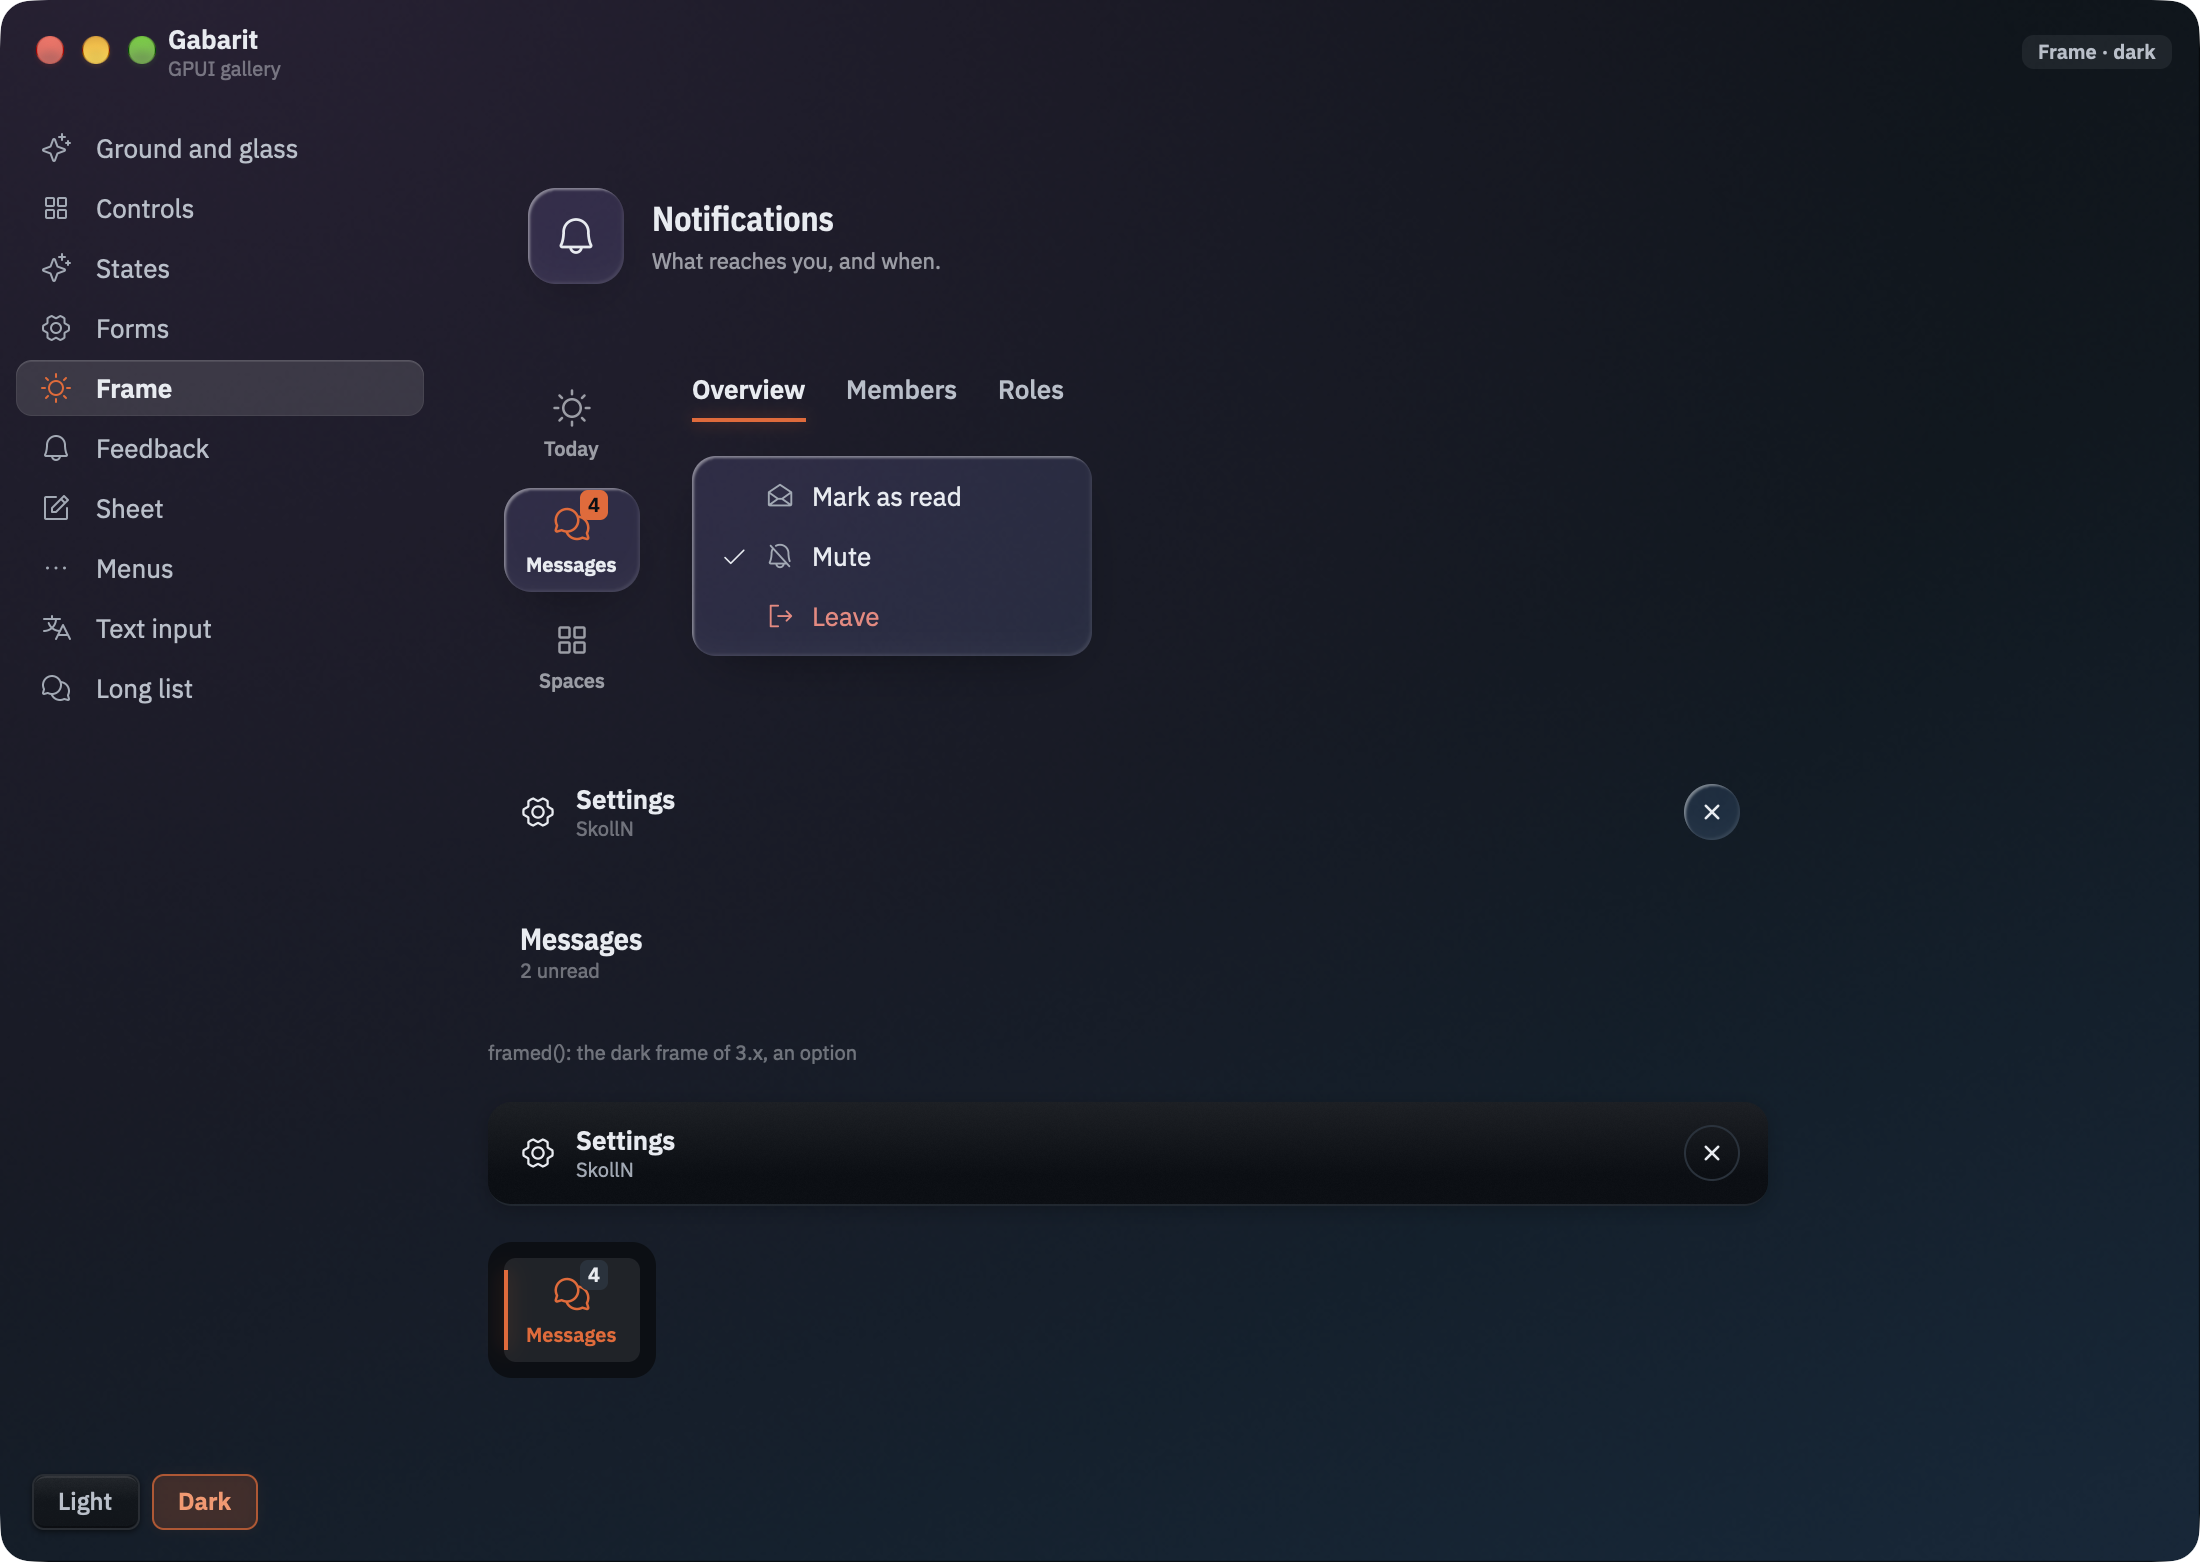 Gabarit
GPUI gallery
Frame · dark
Ground and glass
Controls
States
Forms
Frame
Feedback
Sheet
Menus
Text input
Long list
Notifications
What reaches you, and when.
Today
4
Messages
Spaces
Overview Members Roles
Mark as read
Mute
Leave
Settings
SkollN
Messages
2 unread
framed(): the dark frame of 3.x, an option
Settings
SkollN
4
Messages
Light Dark